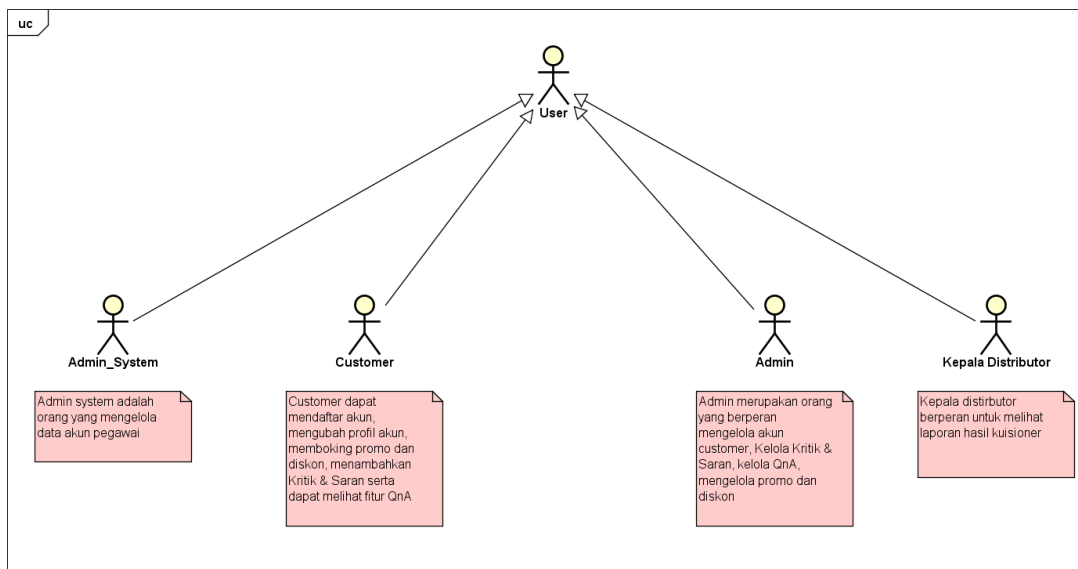 uc
User
Admin_System
Customer
Admin
Kepala Distributor
Admin system adalah
orang yang mengelola
data akun pegawai
Customer dapat
mendaftar akun,
mengubah profil akun,
memboking promo dan
diskon, menambahkan
Kritik & Saran serta
dapat melihat fitur QnA
Admin merupakan orang
yang berperan
mengelola akun
customer, Kelola Kritik &
Saran, kelola QnA,
mengelola promo dan
diskon
Kepala distirbutor
berperan untuk melihat
laporan hasil kuisioner